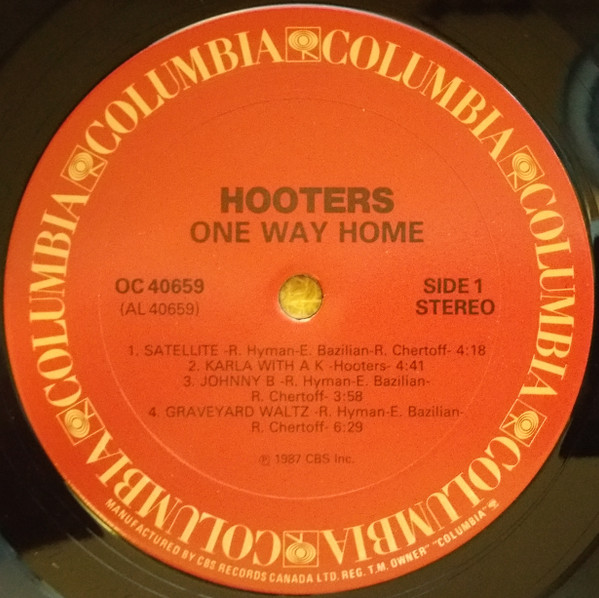 COLUMBIA COLUMBIA COLUMBIA COLUMBIA COLUMBIA COLUMBIA COLUMBIA COLUMBIA
HOOTERS
ONE WAY HOME
OC 40659 SIDE 1
(AL 40659) STEREO
1. SATELLITE -R. Hyman-E. Bazilian-R. Chertoff- 4:18
2. KARLA WITH A K -Hooters- 4:41
3. JOHNNY B -R. Hyman-E. Bazilian-
R. Chertoff- 3:58
4. GRAVEYARD WALTZ -R. Hyman-E. Bazilian-
R. Chertoff- 6:29
℗ 1987 CBS Inc.
MANUFACTURED BY CBS RECORDS CANADA LTD. REG. T.M. OWNER "COLUMBIA"